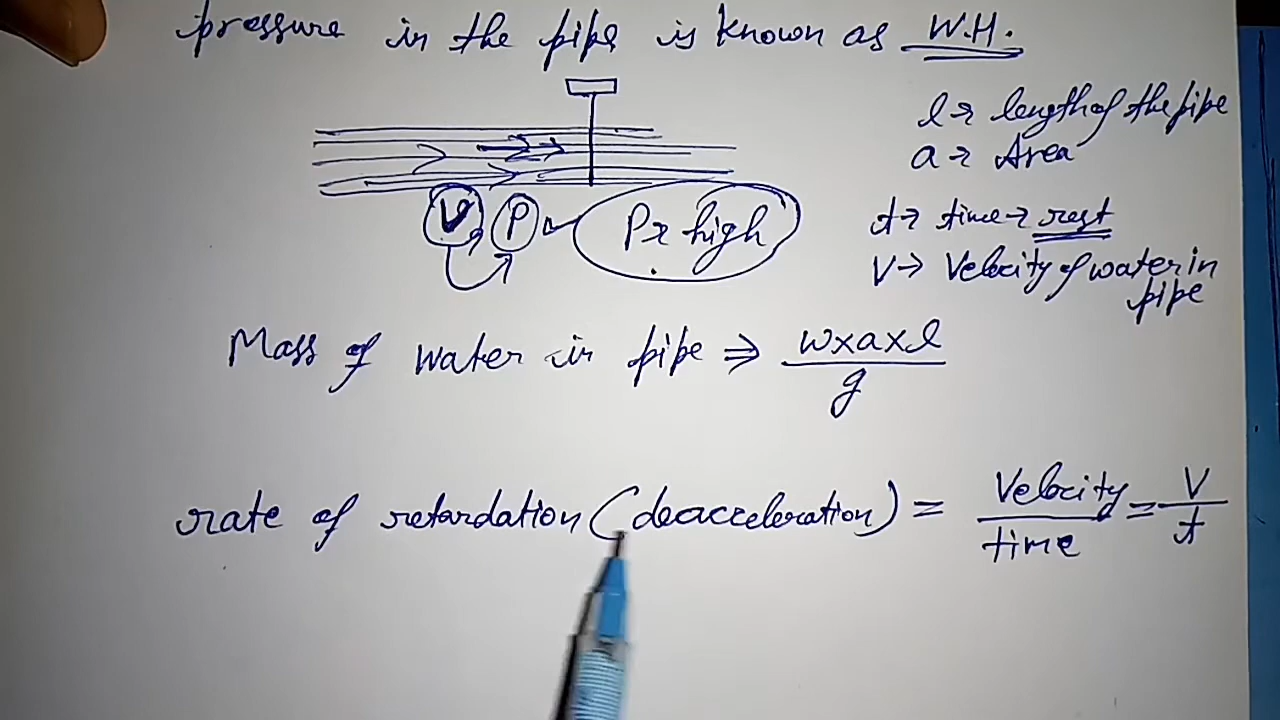 pressure in the pipe is known as W.H.
l → length of the pipe
a → Area
V P Pr high
t → time → rest
V → Velocity of water in
pipe
Mass of water in pipe ⇒ w×a×l / g
rate of retardation (deacceleration) = Velocity / time = V / t